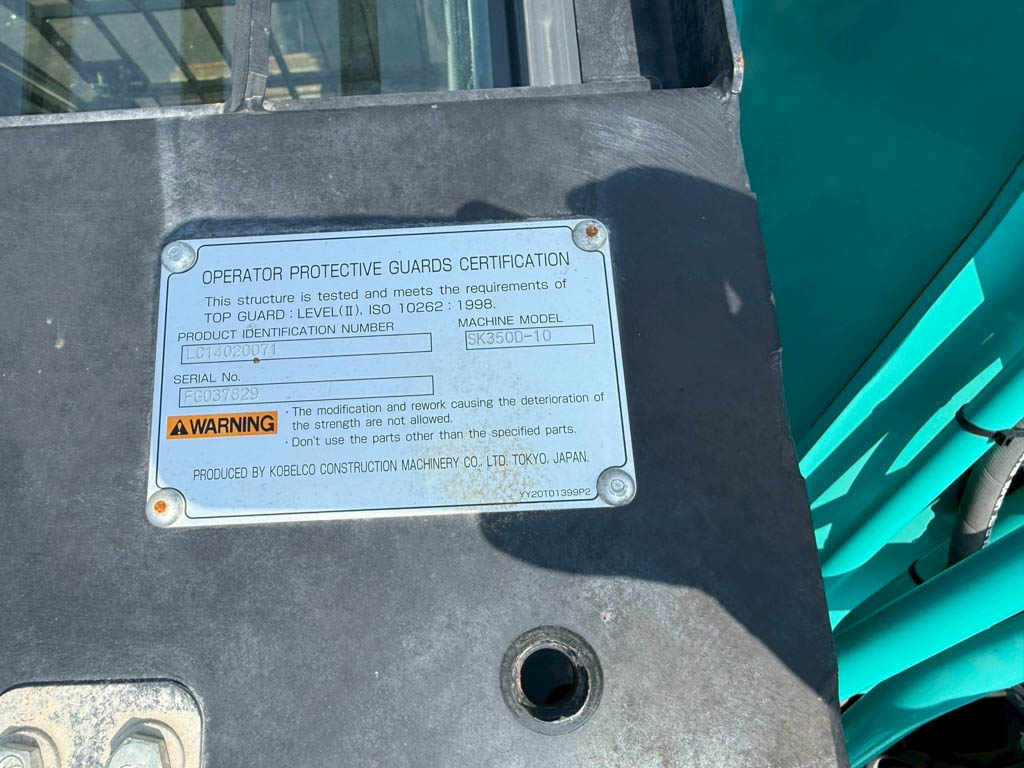 OPERATOR PROTECTIVE GUARDS CERTIFICATION
This structure is tested and meets the requirements of
TOP GUARD : LEVEL(Ⅱ), ISO 10262 : 1998.
PRODUCT IDENTIFICATION NUMBER
MACHINE MODEL
LC14020071
SK350D-10
SERIAL No.
FG037829
WARNING
· The modification and rework causing the deterioration of
the strength are not allowed.
· Don't use the parts other than the specified parts.
PRODUCED BY KOBELCO CONSTRUCTION MACHINERY CO., LTD. TOKYO, JAPAN.
YY20T01399P2